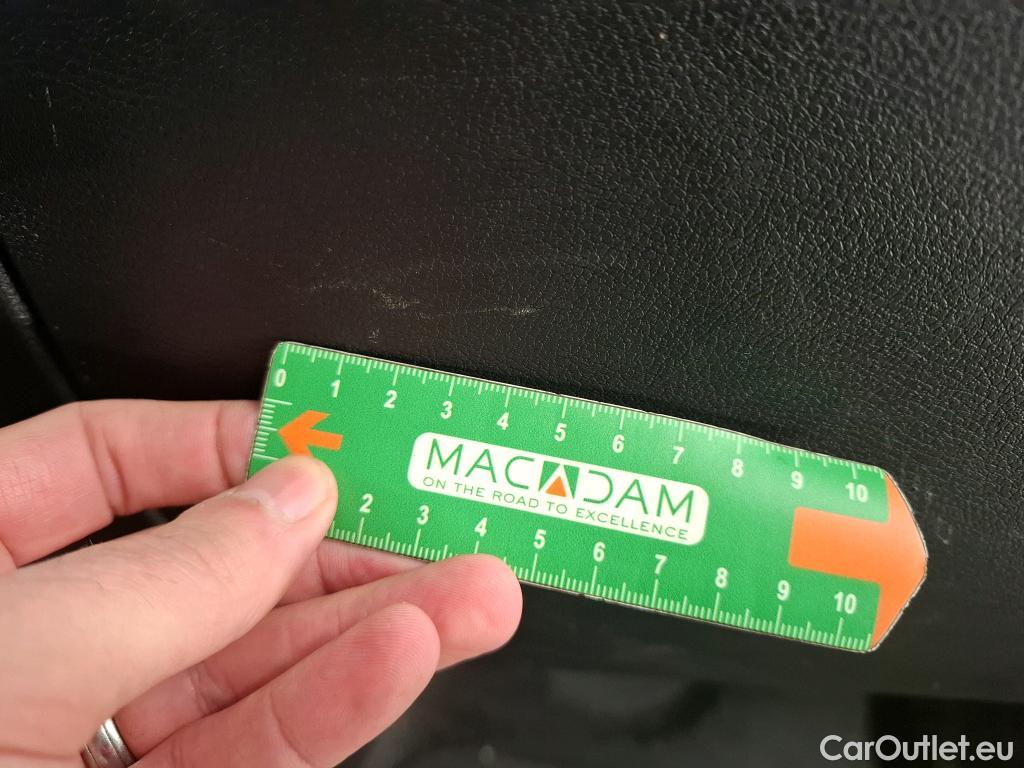 0 1 2 3 4 5 6 7 8 9 10
MACADAM
ON THE ROAD TO EXCELLENCE
2 3 4 5 6 7 8 9 10
CarOutlet.eu